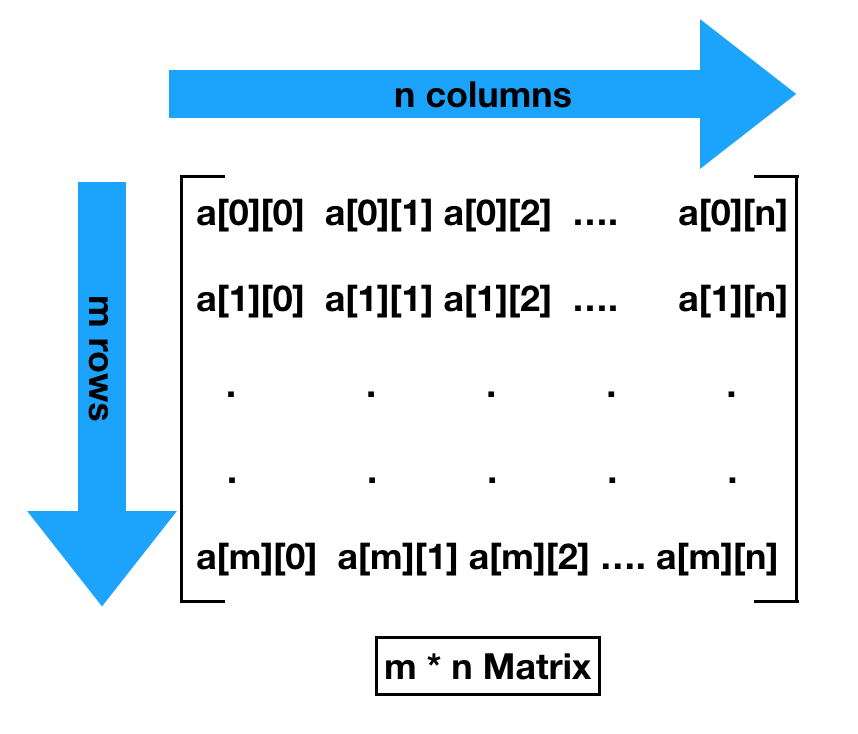 n columns
m rows
a[0][0] a[0][1] a[0][2] .... a[0][n]
a[1][0] a[1][1] a[1][2] .... a[1][n]
. . . . .
. . . . .
a[m][0] a[m][1] a[m][2] .... a[m][n]
m * n Matrix